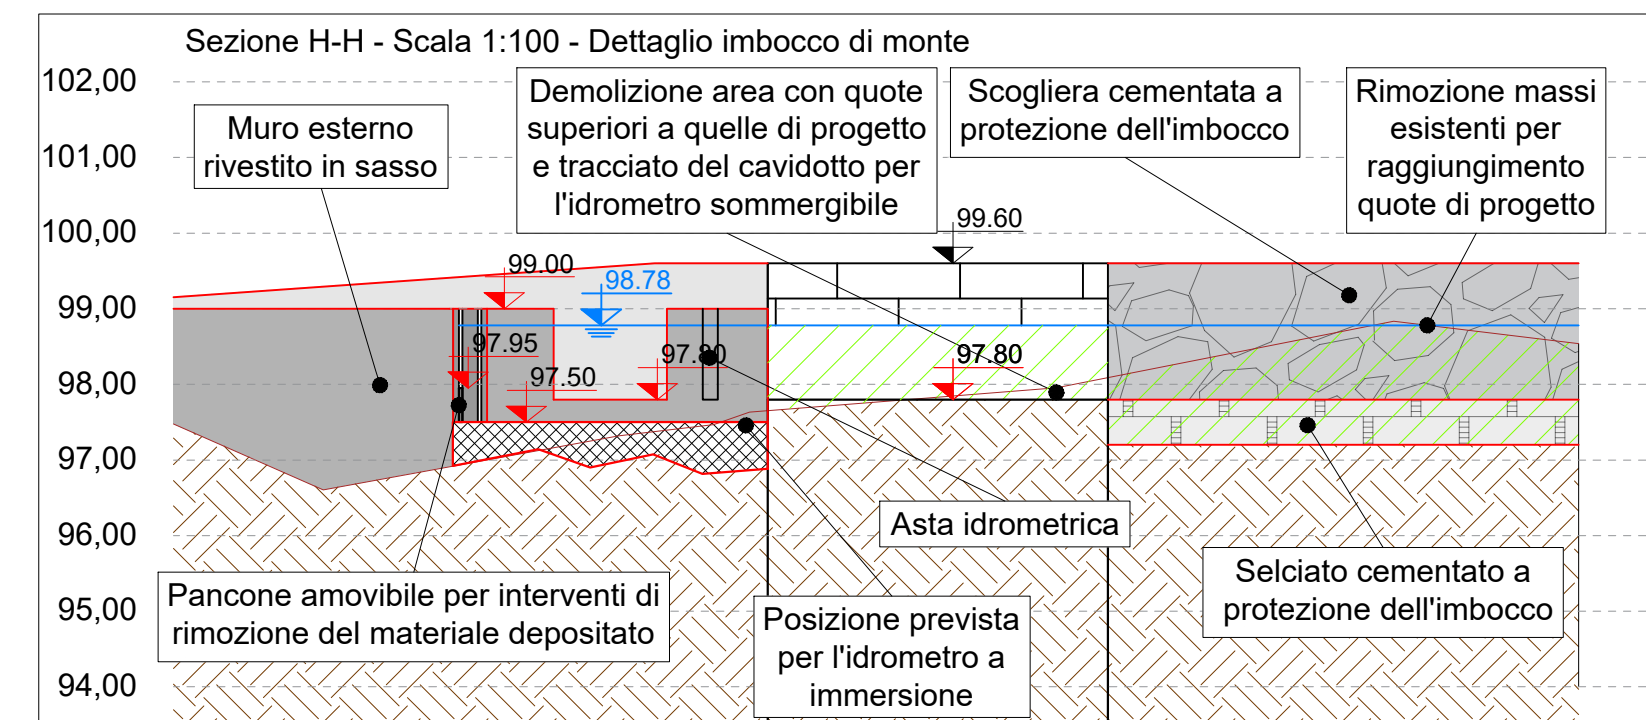 Sezione H-H - Scala 1:100 - Dettaglio imbocco di monte
102,00
101,00
100,00
99,00
98,00
97,00
96,00
95,00
94,00
Muro esterno
rivestito in sasso
Demolizione area con quote
superiori a quelle di progetto
e tracciato del cavidotto per
l'idrometro sommergibile
Scogliera cementata a
protezione dell'imbocco
Rimozione massi
esistenti per
raggiungimento
quote di progetto
99.60
99.00
98.78
97.95
97.80
97.80
97.50
Asta idrometrica
Pancone amovibile per interventi di
rimozione del materiale depositato
Posizione prevista
per l'idrometro a
immersione
Selciato cementato a
protezione dell'imbocco